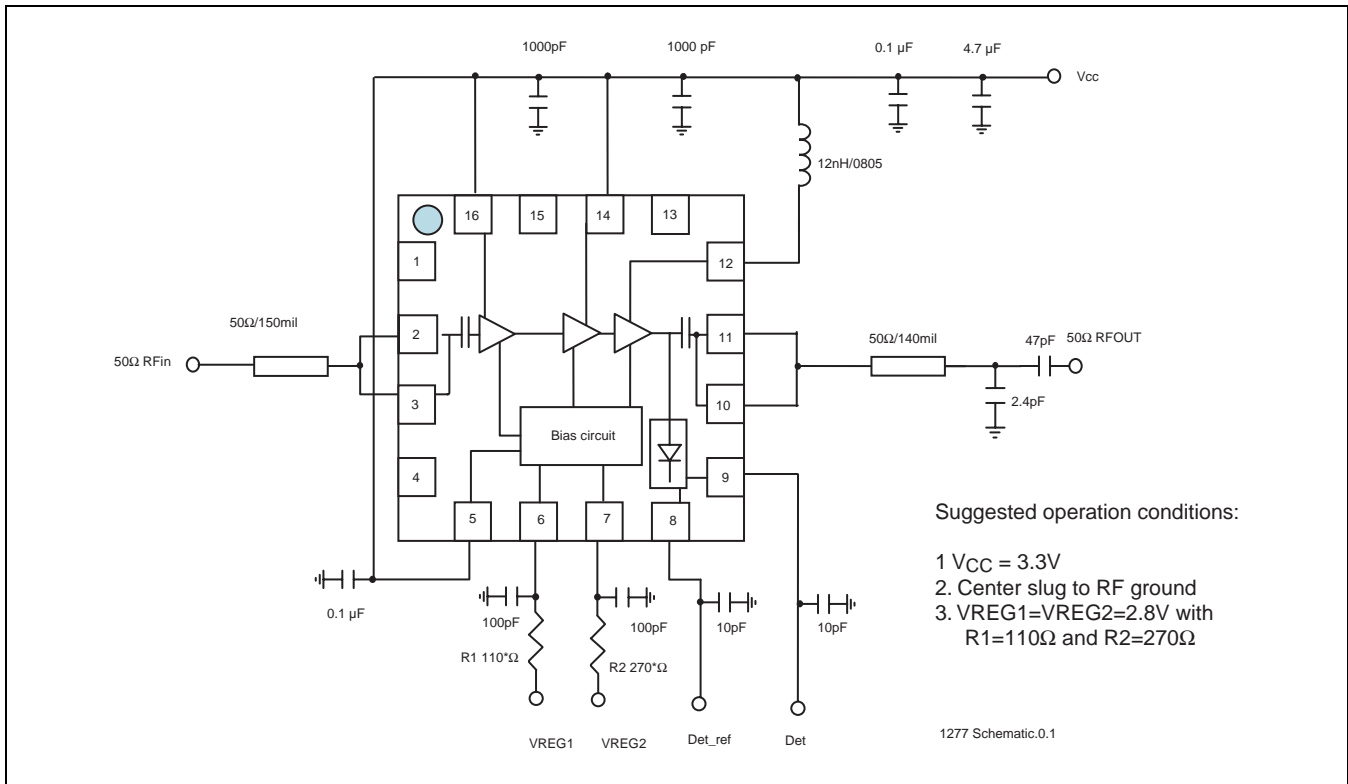 1000pF
1000 pF
0.1 µF
4.7 µF
Vcc
12nH/0805
16
15
14
13
1
12
50Ω/150mil
2
11
50Ω/140mil
47pF
50Ω RFOUT
50Ω RFin
3
10
2.4pF
Bias circuit
4
9
5
6
7
8
Suggested operation conditions:
1 VCC = 3.3V
2. Center slug to RF ground
3. VREG1=VREG2=2.8V with
R1=110Ω and R2=270Ω
0.1 µF
100pF
100pF
10pF
10pF
R1 110*Ω
R2 270*Ω
VREG1
VREG2
Det_ref
Det
1277 Schematic.0.1